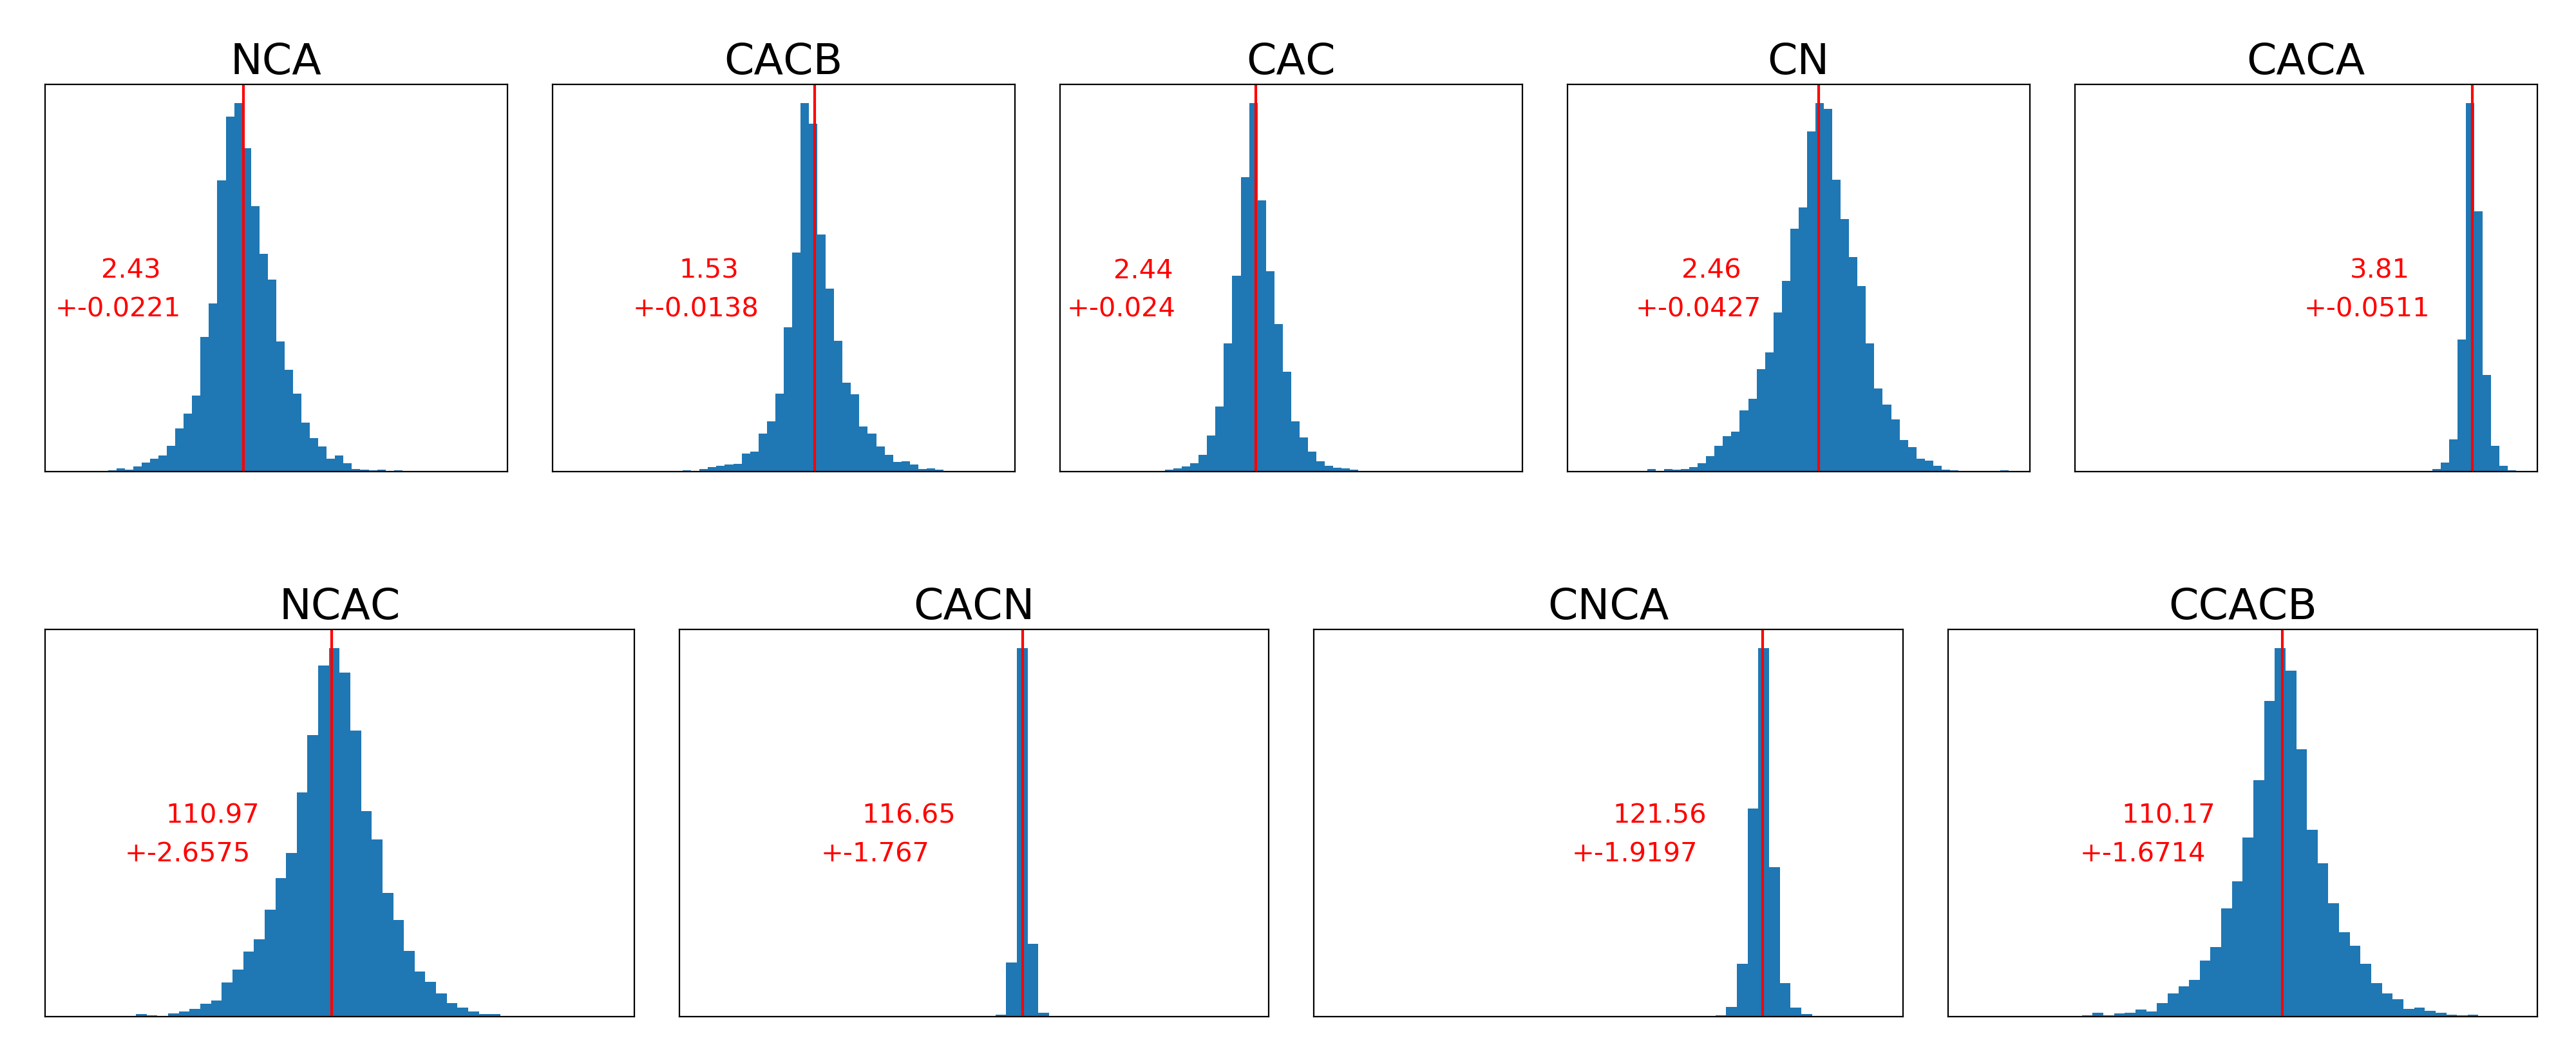 NCA
CACB
CAC
CN
CACA
2.43
+-0.0221
1.53
+-0.0138
2.44
+-0.024
2.46
+-0.0427
3.81
+-0.0511
NCAC
CACN
CNCA
CCACB
110.97
+-2.6575
116.65
+-1.767
121.56
+-1.9197
110.17
+-1.6714